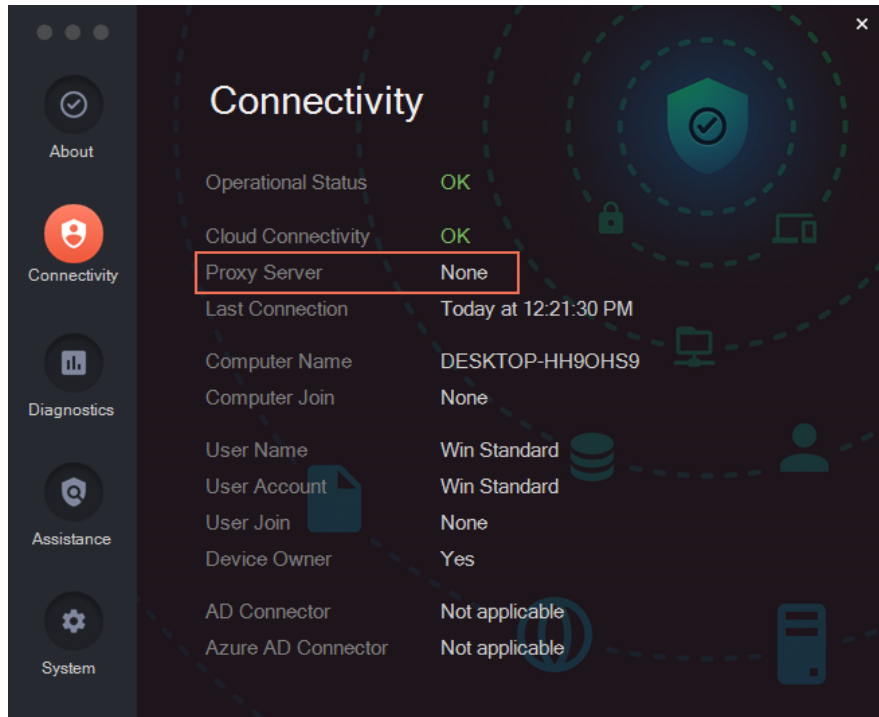 About
Connectivity
Diagnostics
Assistance
System
Connectivity
Operational Status OK
Cloud Connectivity OK
Proxy Server None
Last Connection Today at 12:21:30 PM
Computer Name DESKTOP-HH9OHS9
Computer Join None
User Name Win Standard
User Account Win Standard
User Join None
Device Owner Yes
AD Connector Not applicable
Azure AD Connector Not applicable